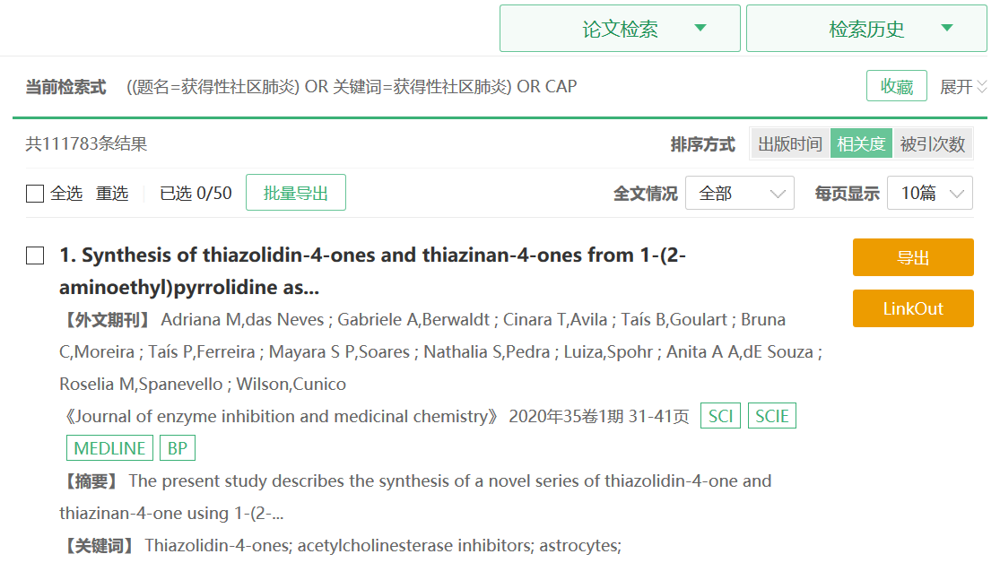 论文检索 检索历史
当前检索式 ((题名=获得性社区肺炎) OR 关键词=获得性社区肺炎) OR CAP 收藏 展开
共111783条结果 排序方式 出版时间 相关度 被引次数
全选 重选 已选 0/50 批量导出 全文情况 全部 每页显示 10篇
1. Synthesis of thiazolidin-4-ones and thiazinan-4-ones from 1-(2- 导出
aminoethyl)pyrrolidine as...
【外文期刊】 Adriana M,das Neves ; Gabriele A,Berwaldt ; Cinara T,Avila ; Taís B,Goulart ; Bruna LinkOut
C,Moreira ; Taís P,Ferreira ; Mayara S P,Soares ; Nathalia S,Pedra ; Luiza,Spohr ; Anita A A,dE Souza ;
Roselia M,Spanevello ; Wilson,Cunico
《Journal of enzyme inhibition and medicinal chemistry》 2020年35卷1期 31-41页 SCI SCIE
MEDLINE BP
【摘要】 The present study describes the synthesis of a novel series of thiazolidin-4-one and
thiazinan-4-one using 1-(2-...
【关键词】 Thiazolidin-4-ones; acetylcholinesterase inhibitors; astrocytes;